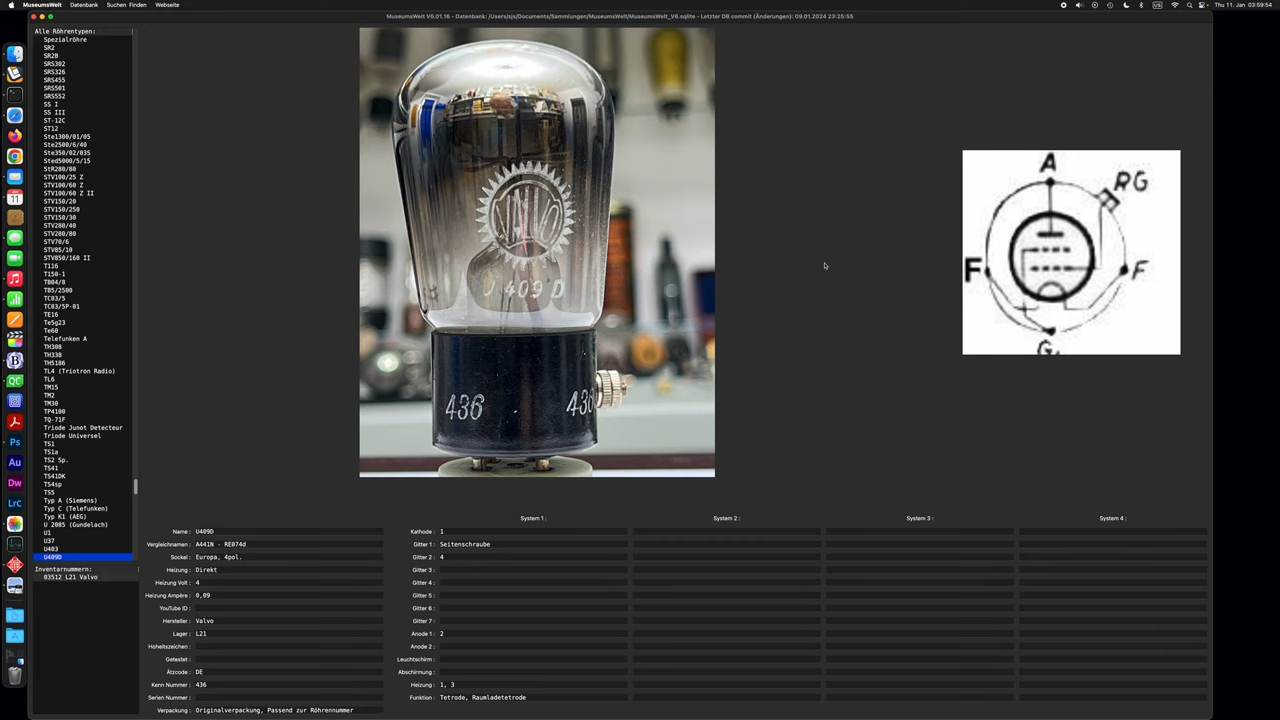 MuseumsWelt Datenbank Suchen Finden Webseite
Thu 11. Jan 03:59:54
MuseumsWelt V6.01.16 - Datenbank: /Users/sjs/Documents/Sammlungen/MuseumsWelt/MuseumsWelt_V6.sqlite - Letzter DB commit (Änderungen): 09.01.2024 23:25:55
Alle Röhrentypen:
Spezialröhre
SR2
SR2B
SRS302
SRS326
SRS455
SRS501
SRS552
SS I
SS III
ST-12C
ST12
Ste1300/01/05
Ste2500/6/40
Ste350/02/03S
Sted5000/5/15
StR280/80
STV100/25 Z
STV100/60 Z
STV100/60 Z II
STV150/20
STV150/250
STV150/30
STV280/40
STV280/80
STV70/6
STV85/10
STV850/160 II
T116
T150-1
TB04/8
TB5/2500
TC03/5
TC03/5P-01
TE16
Te5g23
Te60
Telefunken A
TH308
TH338
TH5186
TL4 (Triotron Radio)
TL6
TM15
TM2
TM30
TP4100
TQ-71F
Triode Junot Detecteur
Triode Universel
TS1
TS1a
TS2 Sp.
TS41
TS41DK
TS4sp
TS5
Typ A (Siemens)
Typ C (Telefunken)
Typ K1 (AEG)
U 2085 (Gundelach)
U1
U37
U403
U409D
Inventarnummern:
03512 L21 Valvo
VALVO
U 409 D
436
436
A
RG
F
F
G
System 1 : System 2 : System 3 : System 4 :
Name : U409D
Vergleichnamen : A441N - RE074d
Sockel : Europa, 4pol.
Heizung : Direkt
Heizung Volt : 4
Heizung Ampère : 0,09
YouTube ID :
Hersteller : Valvo
Lager : L21
Hoheitszeichen :
Getestet :
Ätzcode : DE
Kenn Nummer : 436
Serien Nummer :
Verpackung : Originalverpackung, Passend zur Röhrennummer
Kathode : 1
Gitter 1 : Seitenschraube
Gitter 2 : 4
Gitter 3 :
Gitter 4 :
Gitter 5 :
Gitter 6 :
Gitter 7 :
Anode 1 : 2
Anode 2 :
Leuchtschirm :
Abschirmung :
Heizung : 1, 3
Funktion : Tetrode, Raumladetetrode
11
QC
Ps
Au
Dw
LrC